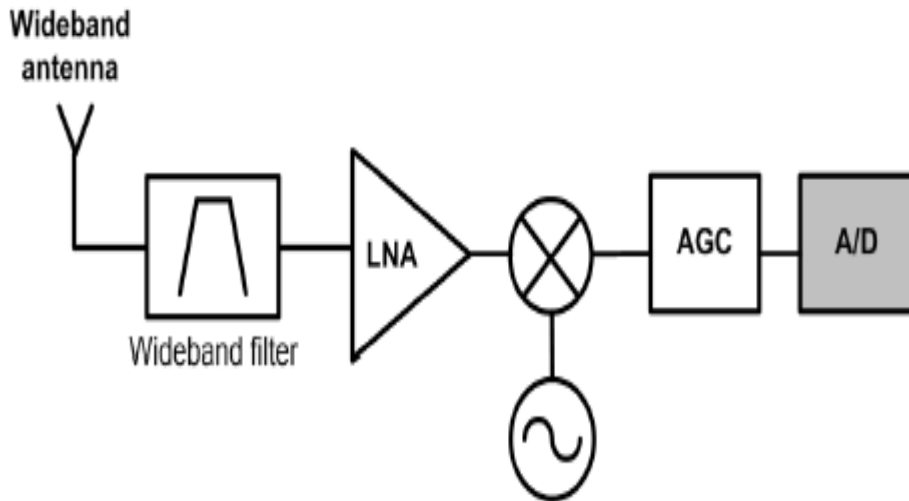 Wideband
antenna
LNA
AGC
A/D
Wideband filter